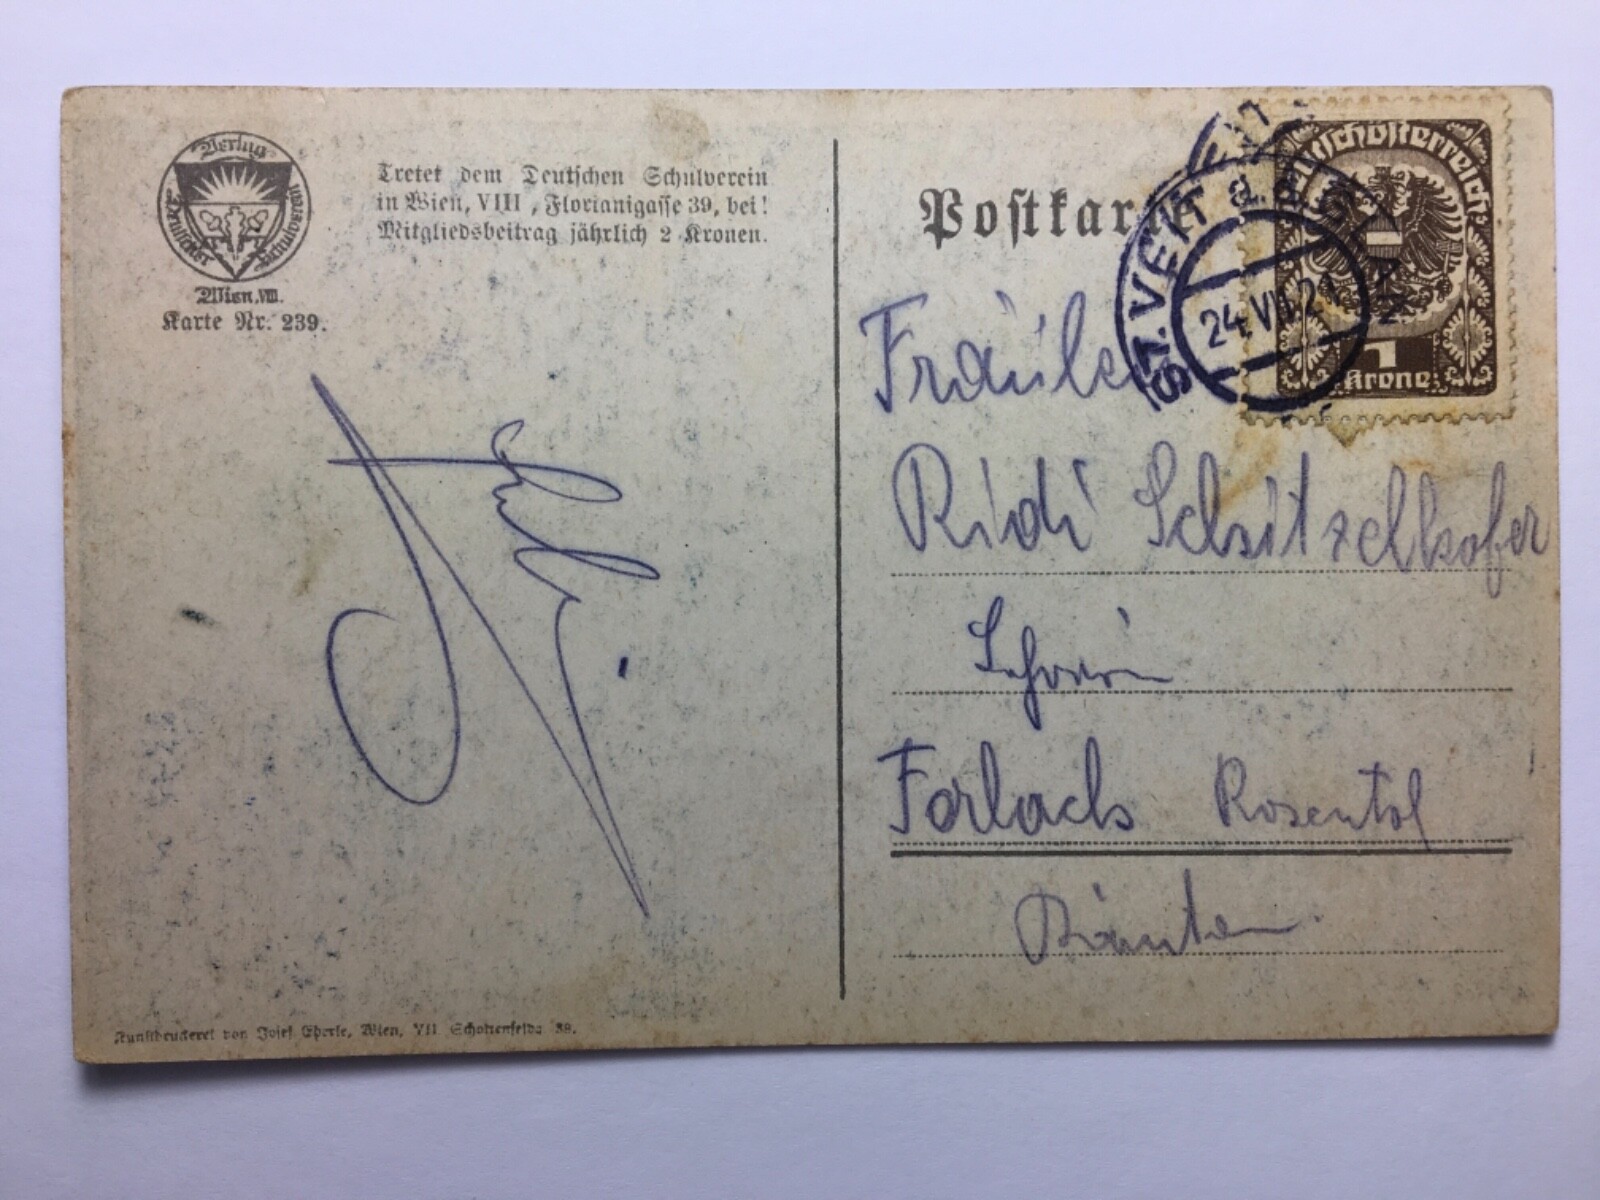 Verlag
Deutscher Schulverein
Wien, VIII.
Karte Nr. 239.
Tretet dem Deutschen Schulverein
in Wien, VIII, Florianigasse 39, bei!
Mitgliedsbeitrag jährlich 2 Kronen.
Postkarte
ST. VEIT a. d.
24. VII. 21
Deutschösterreich
1
Krone
Fräulein
Rudi
Lehrerin
Ferlach Rosental
Kärnten
Kunstdruckerei von Josef Eberle, Wien, VII Schottenfeldg 38.